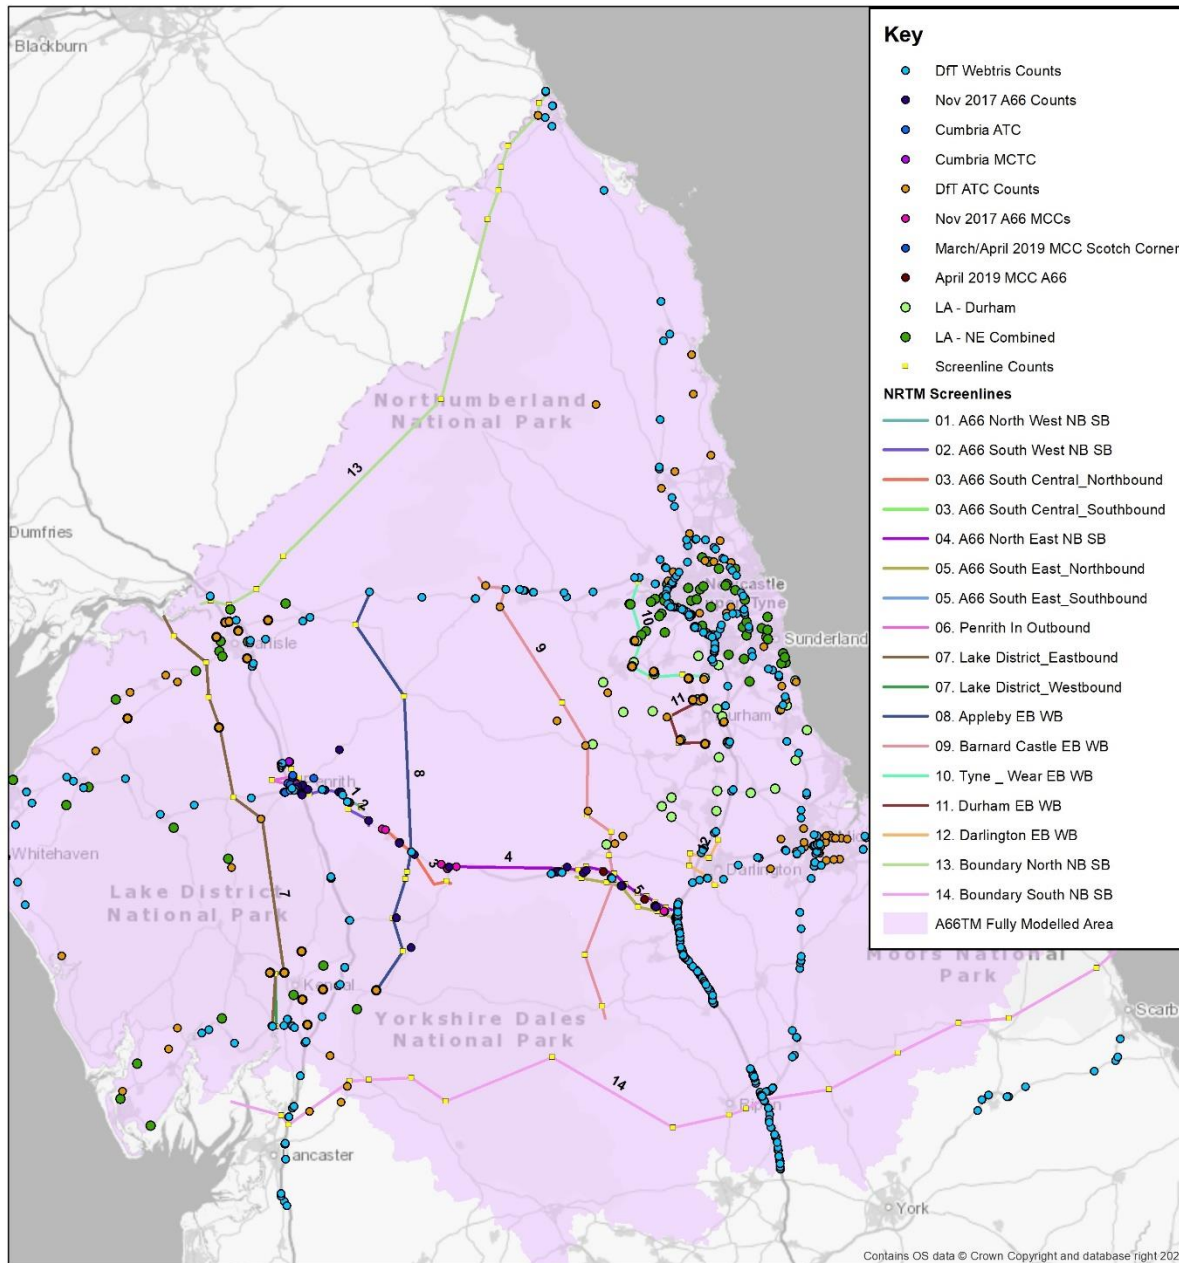 Blackburn
Key
DfT Webtris Counts
Nov 2017 A66 Counts
Cumbria ATC
Cumbria MCTC
DfT ATC Counts
Nov 2017 A66 MCCs
March/April 2019 MCC Scotch Corner
April 2019 MCC A66
LA - Durham
LA - NE Combined
Screenline Counts
NRTM Screenlines
01. A66 North West NB SB
02. A66 South West NB SB
03. A66 South Central_Northbound
03. A66 South Central_Southbound
04. A66 North East NB SB
05. A66 South East_Northbound
05. A66 South East_Southbound
06. Penrith In Outbound
07. Lake District_Eastbound
07. Lake District_Westbound
08. Appleby EB WB
09. Barnard Castle EB WB
10. Tyne _ Wear EB WB
11. Durham EB WB
12. Darlington EB WB
13. Boundary North NB SB
14. Boundary South NB SB
A66TM Fully Modelled Area
Northumberland
National Park
13
Dumfries
10
Sunderland
9
11
8
1
2
Whitehaven
4
3
12
Darlington
5
Lake District
National Park
7
Moors National
Park
Kendal
Yorkshire Dales
National Park
Scarb
14
Ripon
Lancaster
York
Contains OS data © Crown Copyright and database right 202